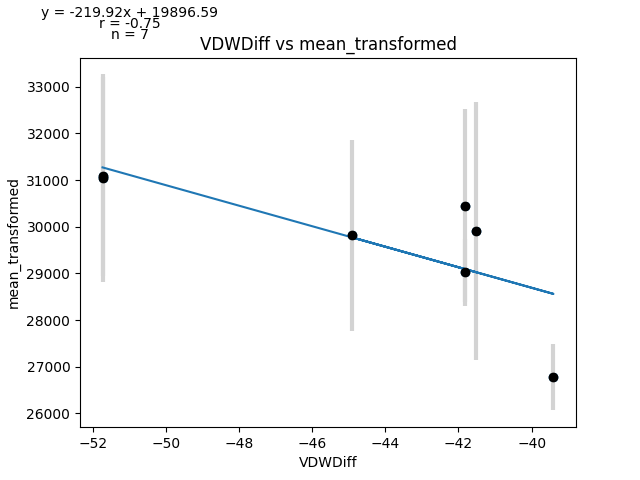 y = -219.92x + 19896.59
r = -0.75
n = 7
VDWDiff vs mean_transformed
mean_transformed
33000
32000
31000
30000
29000
28000
27000
26000
−52
−50
−48
−46
−44
−42
−40
VDWDiff